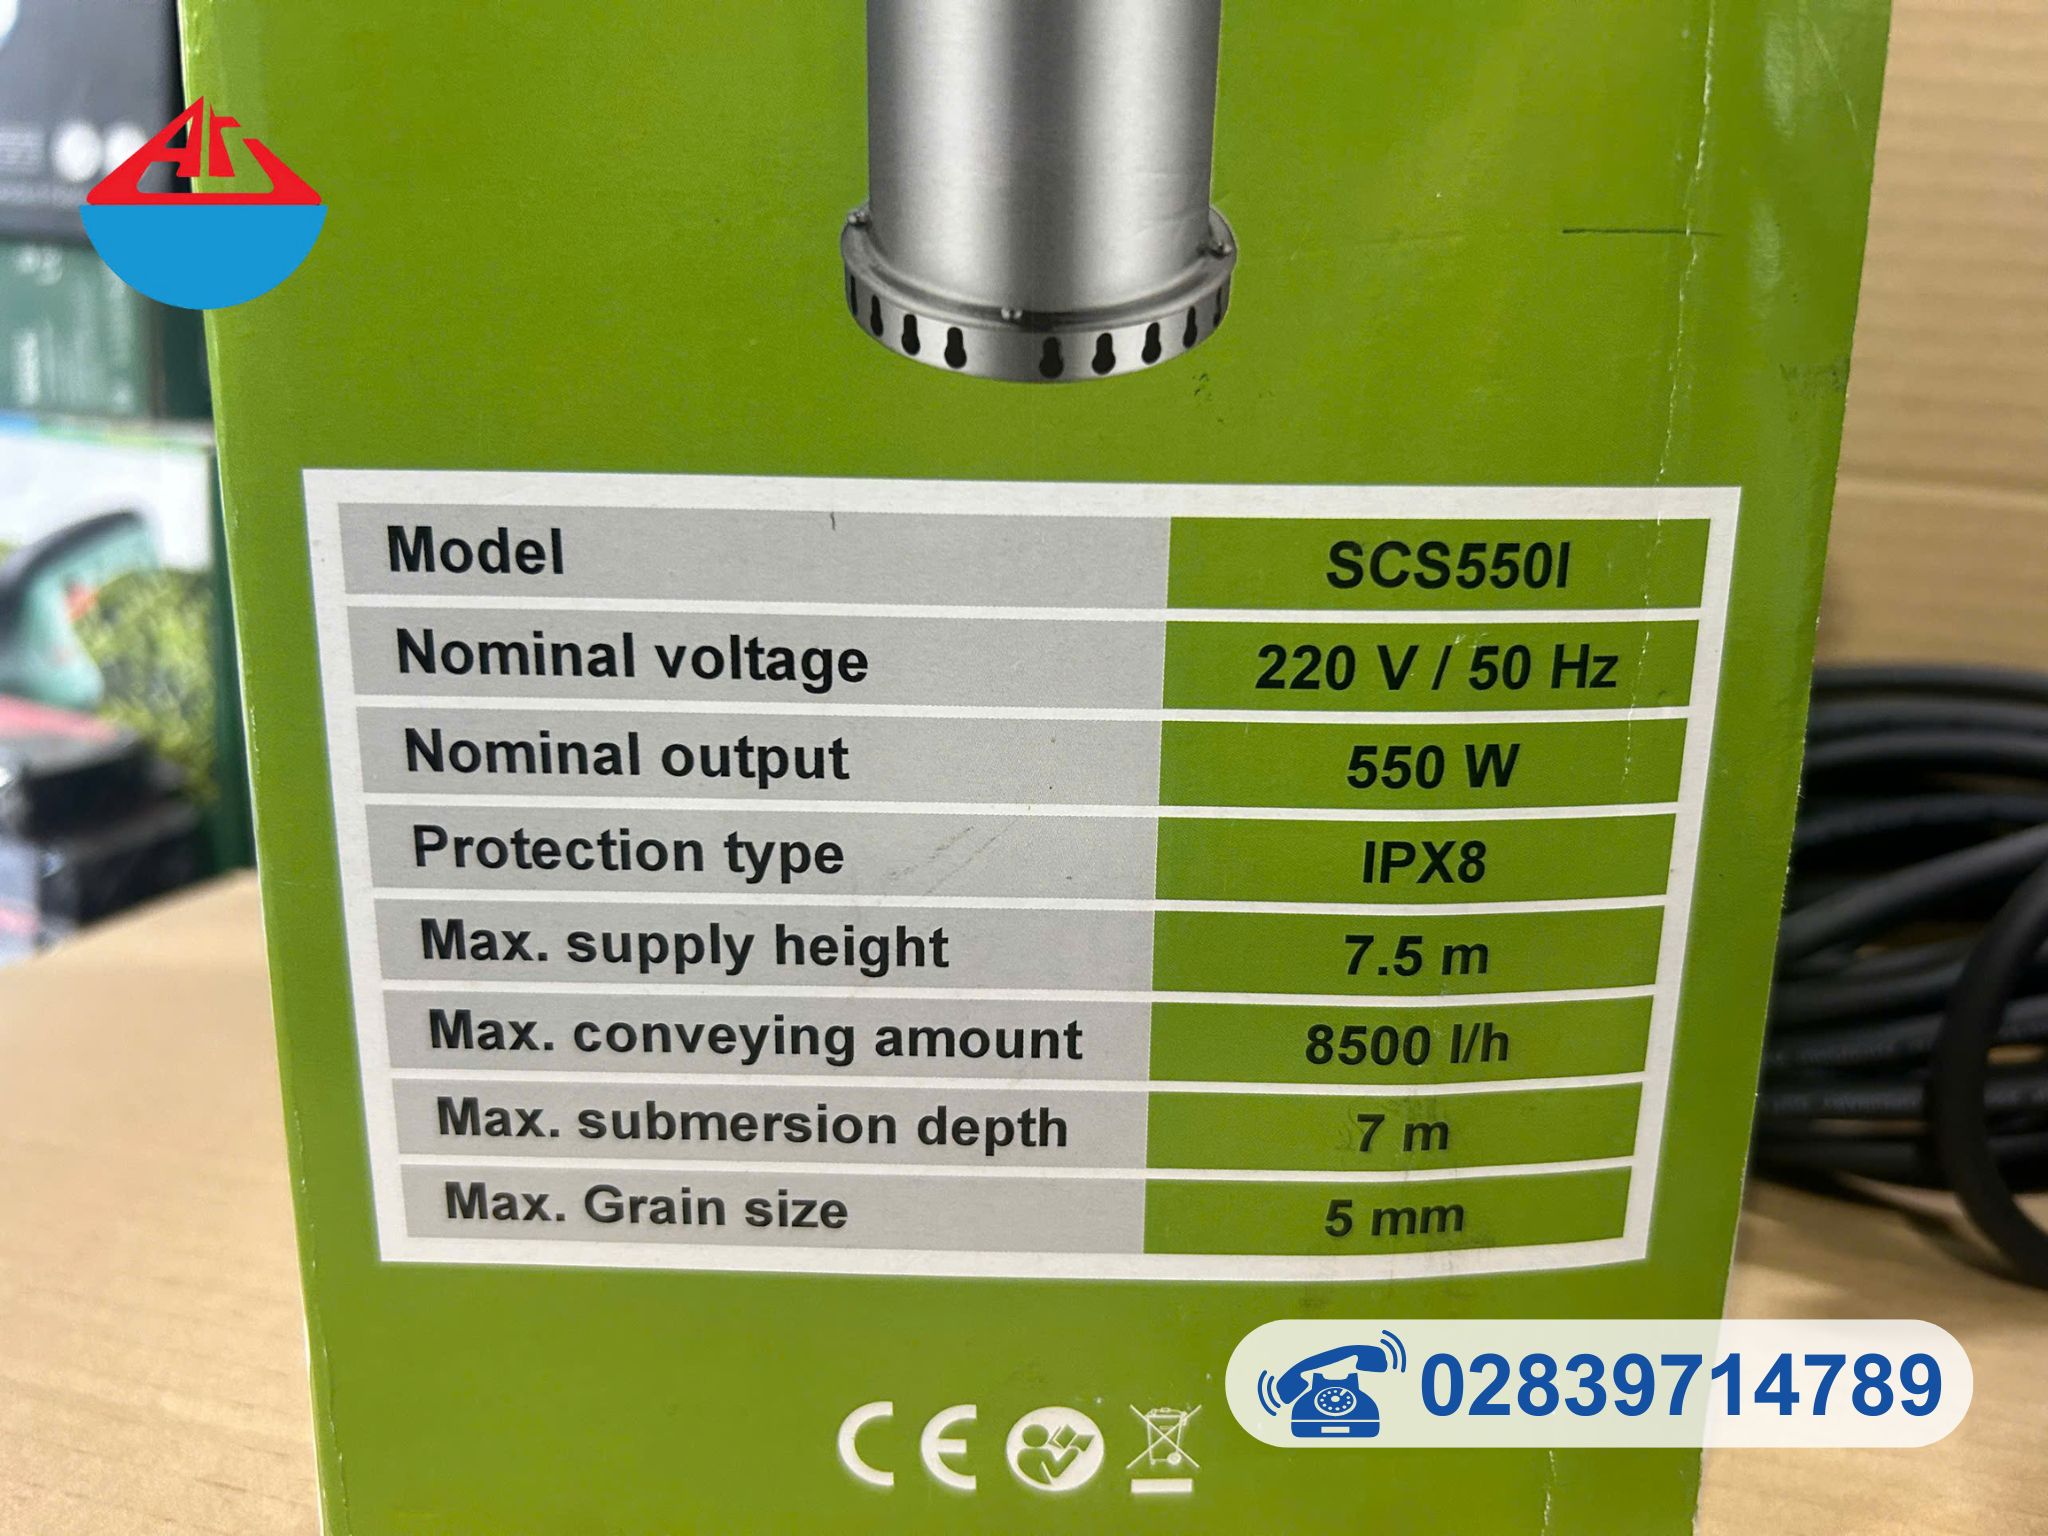 Model SCS550I
Nominal voltage 220 V / 50 Hz
Nominal output 550 W
Protection type IPX8
Max. supply height 7.5 m
Max. conveying amount 8500 l/h
Max. submersion depth 7 m
Max. Grain size 5 mm
CE
02839714789